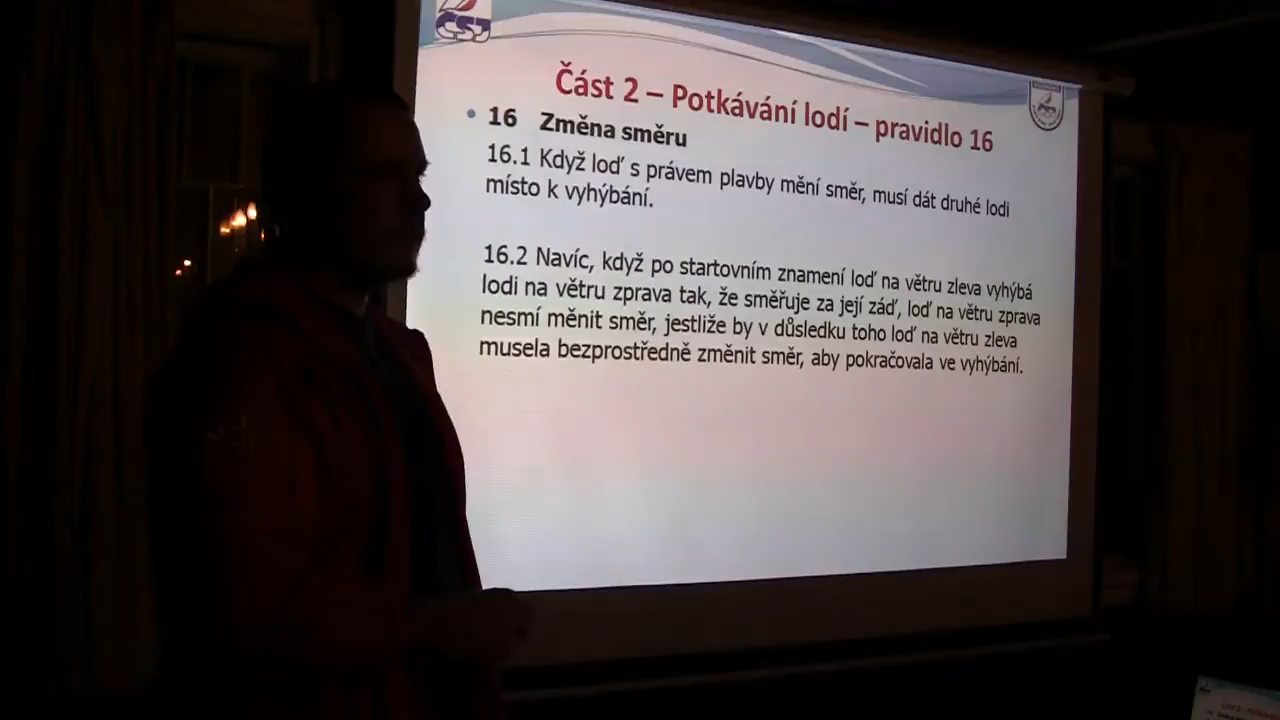 ČSJ
Část 2 – Potkávání lodí – pravidlo 16
• 16 Změna směru
16.1 Když loď s právem plavby mění směr, musí dát druhé lodi
místo k vyhýbání.
16.2 Navíc, když po startovním znamení loď na větru zleva vyhýbá
lodi na větru zprava tak, že směřuje za její záď, loď na větru zprava
nesmí měnit směr, jestliže by v důsledku toho loď na větru zleva
musela bezprostředně změnit směr, aby pokračovala ve vyhýbání.